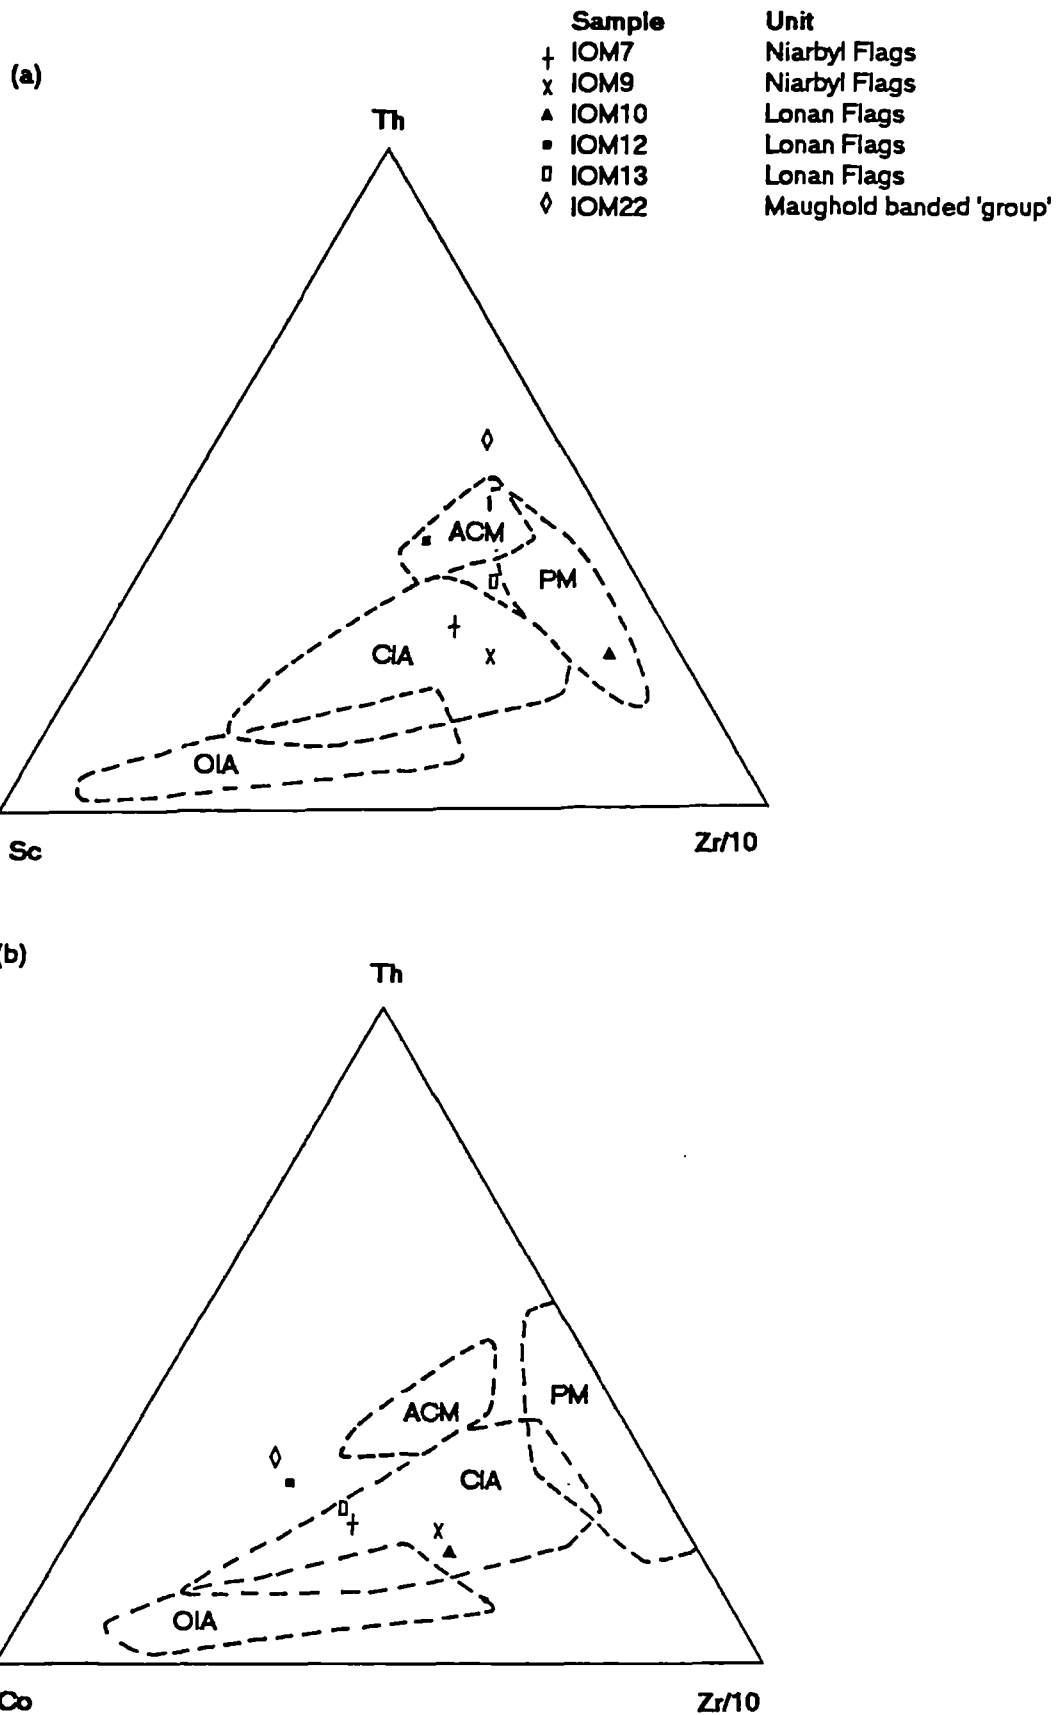 Sample Unit
(a)
IOM7 Niarbyl Flags
IOM9 Niarbyl Flags
IOM10 Lonan Flags
IOM12 Lonan Flags
IOM13 Lonan Flags
IOM22 Maughold banded 'group'
Th
ACM
PM
CIA
OIA
Sc
Zr/10
(b)
Th
PM
ACM
CIA
OIA
Co
Zr/10